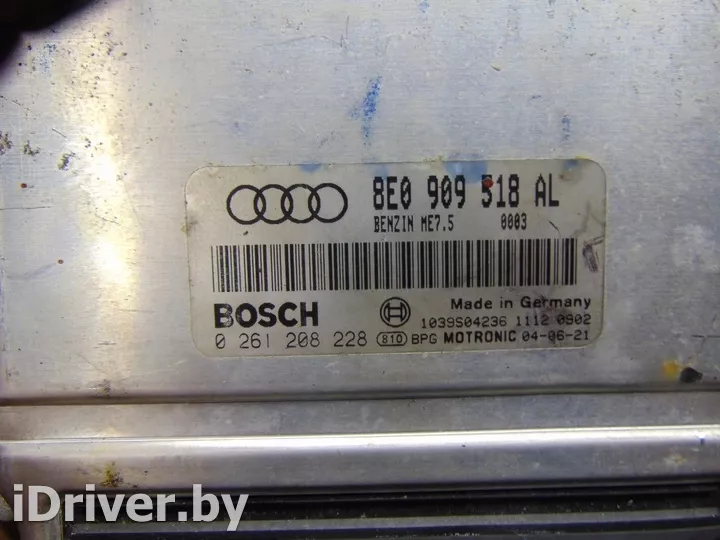 8E0 909 518 AL
BENZIN ME7.5 0003
BOSCH
Made in Germany
1039S04236 1112 0902
0 261 208 228 810 BPG MOTRONIC 04-06-21
iDriver.by